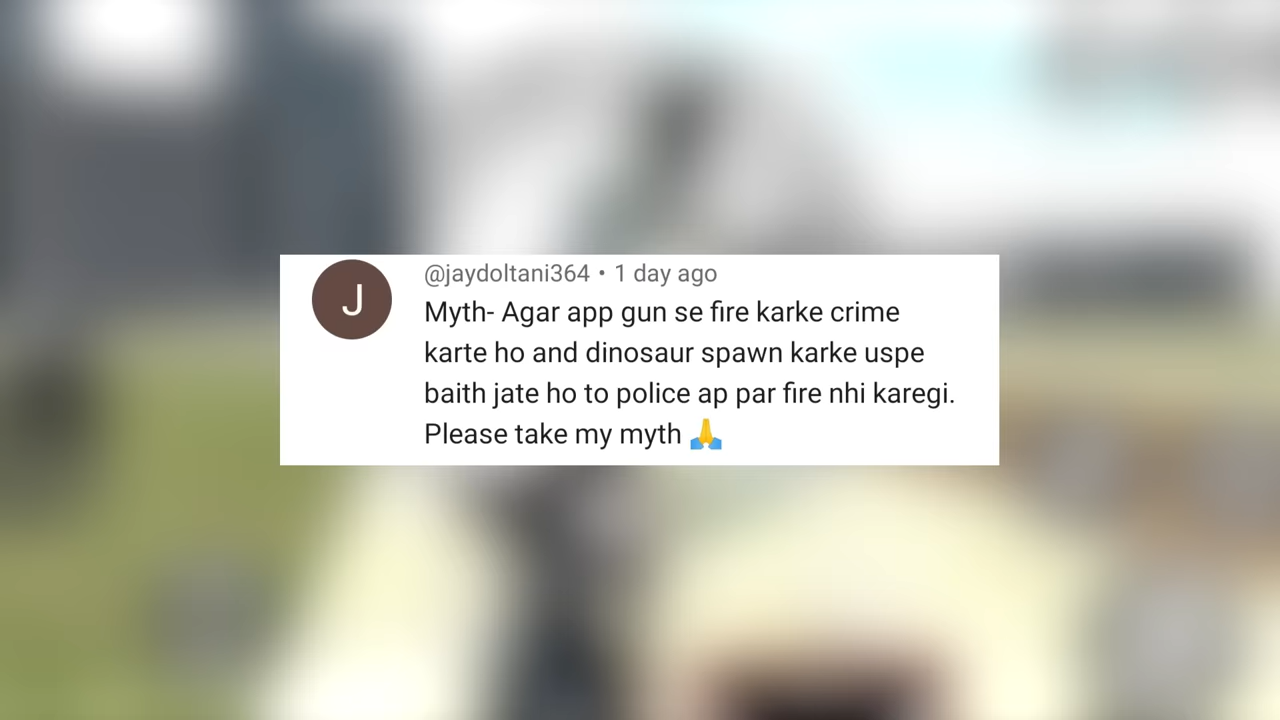 J
@jaydoltani364 • 1 day ago
Myth- Agar app gun se fire karke crime
karte ho and dinosaur spawn karke uspe
baith jate ho to police ap par fire nhi karegi.
Please take my myth 🙏